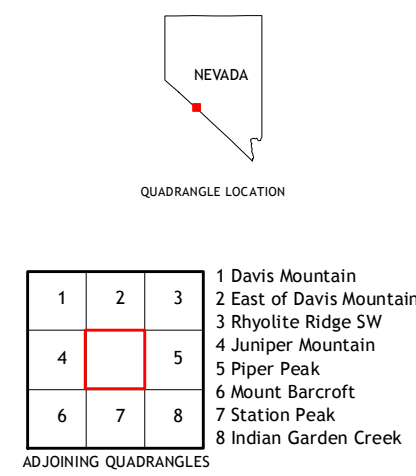 NEVADA
QUADRANGLE LOCATION
1 2 3
4 5
6 7 8
1 Davis Mountain
2 East of Davis Mountain
3 Rhyolite Ridge SW
4 Juniper Mountain
5 Piper Peak
6 Mount Barcroft
7 Station Peak
8 Indian Garden Creek
ADJOINING QUADRANGLES